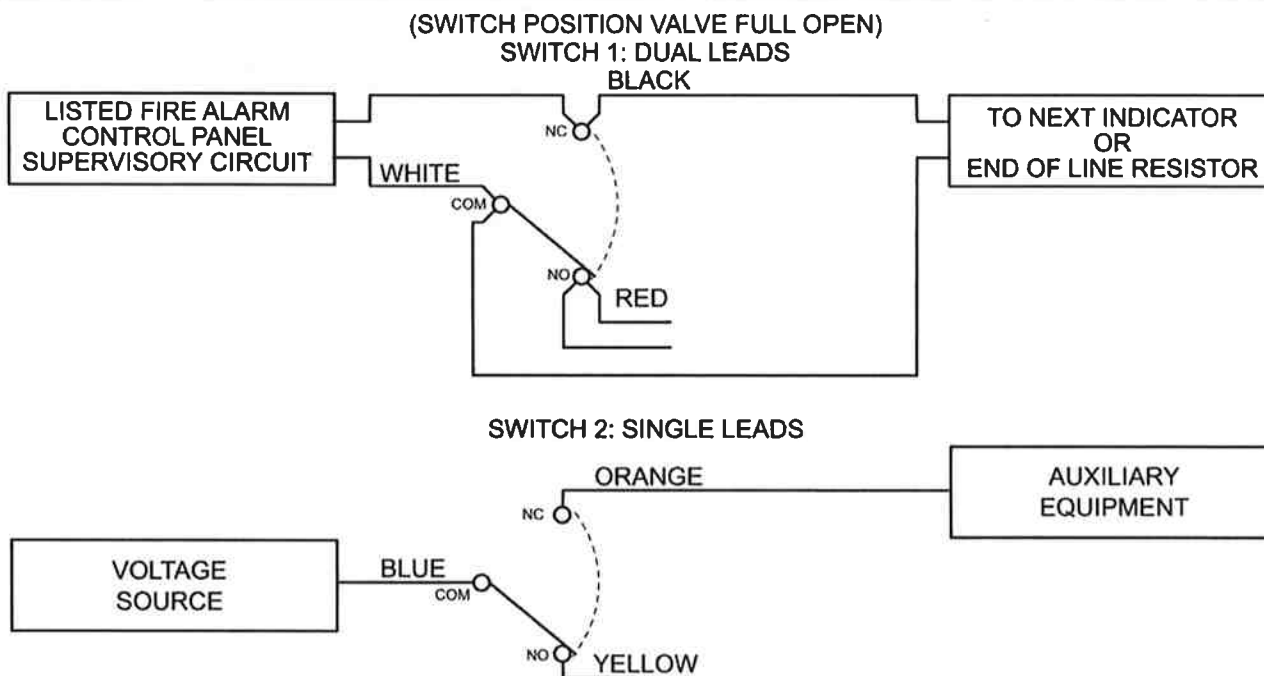 (SWITCH POSITION VALVE FULL OPEN)
SWITCH 1: DUAL LEADS
BLACK
LISTED FIRE ALARM
CONTROL PANEL
SUPERVISORY CIRCUIT
NC
TO NEXT INDICATOR
OR
END OF LINE RESISTOR
WHITE
COM
NO
RED
SWITCH 2: SINGLE LEADS
ORANGE
NC
AUXILIARY
EQUIPMENT
VOLTAGE
SOURCE
BLUE
COM
NO
YELLOW